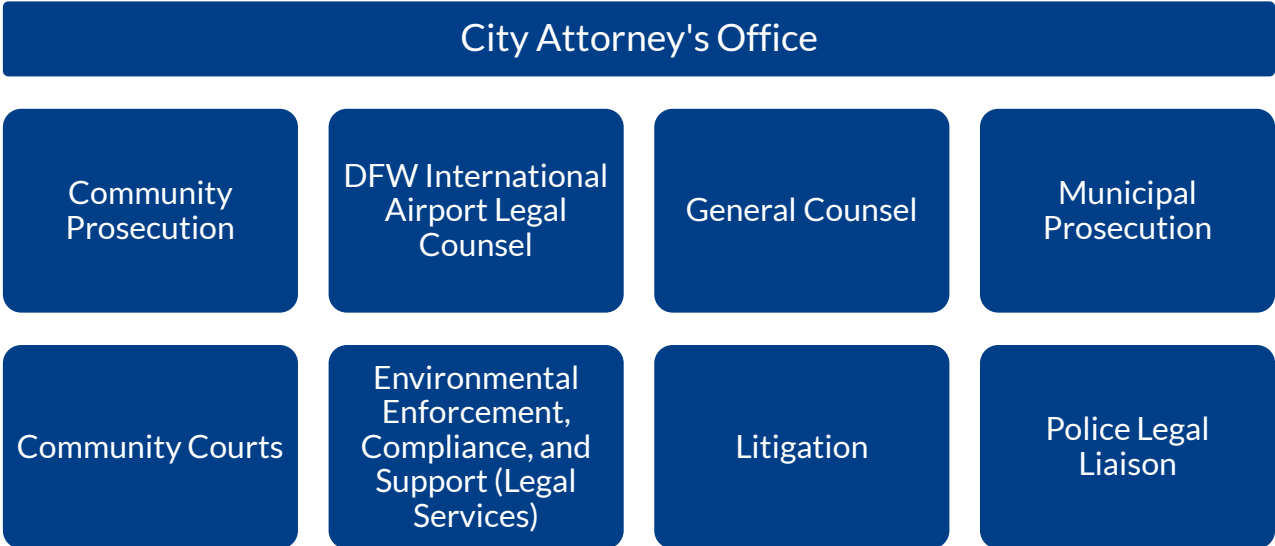 City Attorney's Office
Community
Prosecution
DFW International
Airport Legal
Counsel
General Counsel
Municipal
Prosecution
Community Courts
Environmental
Enforcement,
Compliance, and
Support (Legal
Services)
Litigation
Police Legal
Liaison